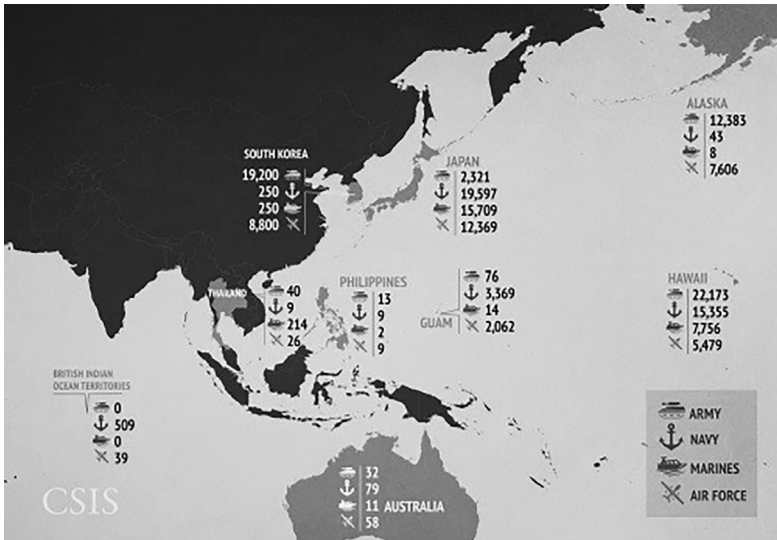 ALASKA
12,383
43
8
7,606
SOUTH KOREA
19,200
250
250
8,800
JAPAN
2,321
19,597
15,709
12,369
THAILAND
40
9
214
26
PHILIPPINES
13
9
2
9
GUAM
76
3,369
14
2,062
HAWAII
22,173
15,355
7,756
5,479
BRITISH INDIAN
OCEAN TERRITORIES
0
509
0
39
32
79
11 AUSTRALIA
58
ARMY
NAVY
MARINES
AIR FORCE
CSIS